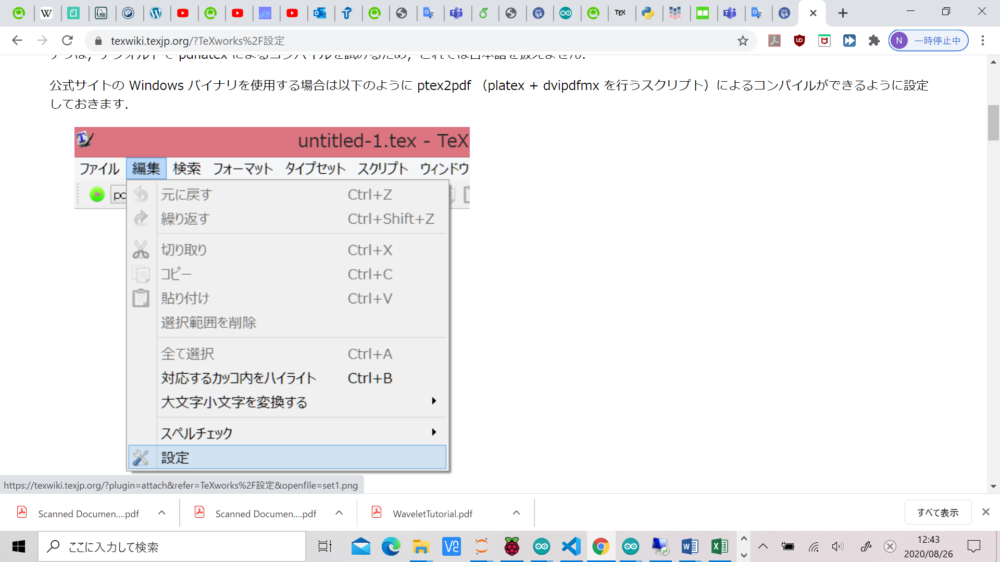 texwiki.texjp.org/?TeXworks%2F設定
N 一時停止中
公式サイトの Windows バイナリを使用する場合は以下のように ptex2pdf （platex + dvipdfmx を行うスクリプト）によるコンパイルができるように設定
しておきます．
untitled-1.tex - TeX
ファイル 編集 検索 フォーマット タイプセット スクリプト ウィンドウ
元に戻す Ctrl+Z
繰り返す Ctrl+Shift+Z
切り取り Ctrl+X
コピー Ctrl+C
貼り付け Ctrl+V
選択範囲を削除
全て選択 Ctrl+A
対応するカッコ内をハイライト Ctrl+B
大文字小文字を変換する
スペルチェック
設定
https://texwiki.texjp.org/?plugin=attach&refer=TeXworks%2F設定&openfile=set1.png
Scanned Documen....pdf Scanned Documen....pdf WaveletTutorial.pdf すべて表示
ここに入力して検索
12:43
2020/08/26